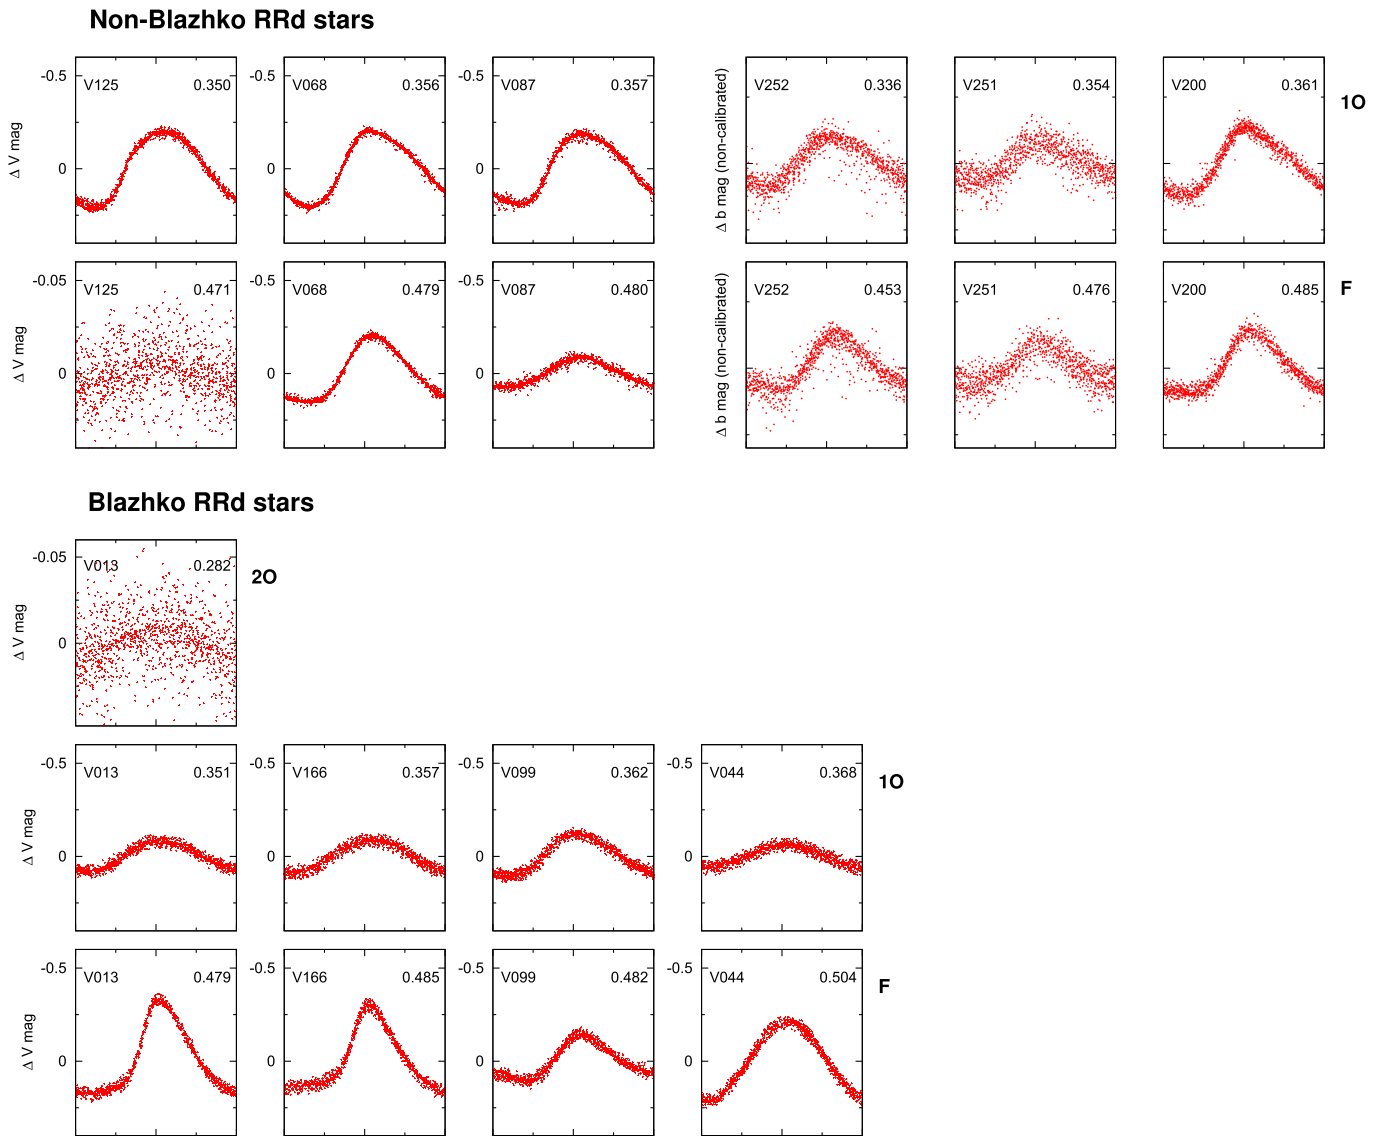 Non-Blazhko RRd stars
-0.5 V125 0.350 -0.5 V068 0.356 -0.5 V087 0.357 V252 0.336 V251 0.354 V200 0.361 1O
Δ V mag 0 0 0 Δ b mag (non-calibrated)
-0.05 V125 0.471 -0.5 V068 0.479 -0.5 V087 0.480 V252 0.453 V251 0.476 V200 0.485 F
Δ V mag 0 0 0 Δ b mag (non-calibrated)
Blazhko RRd stars
-0.05 V013 0.282 2O
Δ V mag 0
-0.5 V013 0.351 -0.5 V166 0.357 -0.5 V099 0.362 -0.5 V044 0.368 1O
Δ V mag 0 0 0 0
-0.5 V013 0.479 -0.5 V166 0.485 -0.5 V099 0.482 -0.5 V044 0.504 F
Δ V mag 0 0 0 0